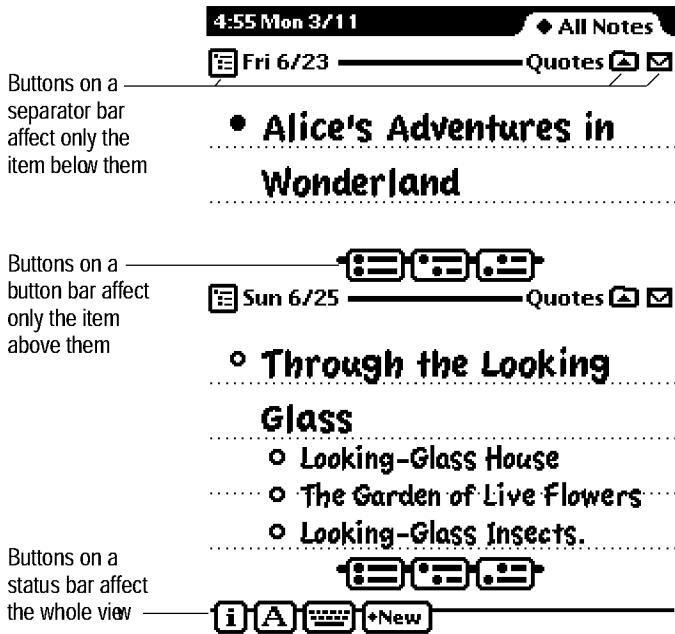 4:55 Mon 3/11
◆ All Notes
Fri 6/23
Quotes
Buttons on a
separator bar
affect only the
item below them
• Alice's Adventures in
Wonderland
Buttons on a
button bar affect
only the item
above them
Sun 6/25
Quotes
Through the Looking
Glass
Looking-Glass House
The Garden of Live Flowers
Looking-Glass Insects.
Buttons on a
status bar affect
the whole view
i
A
◆New